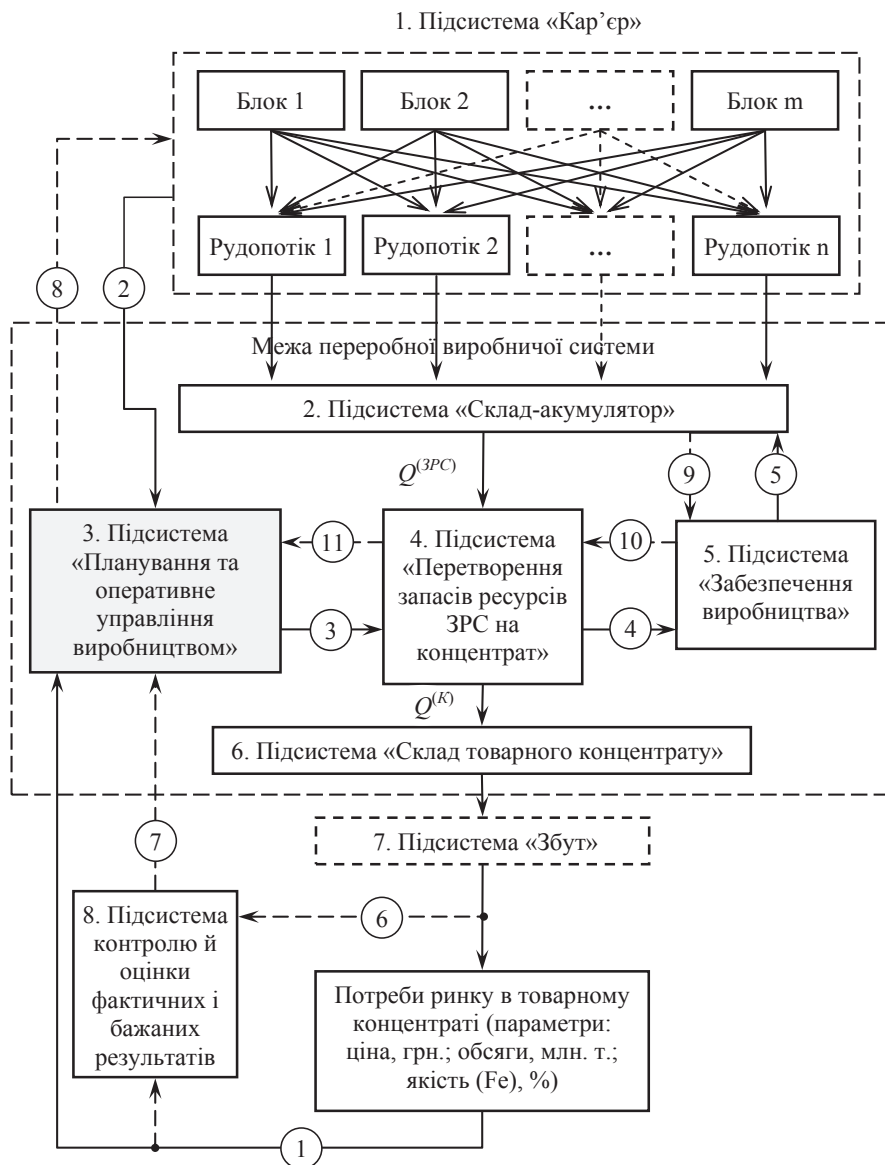 1. Підсистема «Кар’єр»
Блок 1
Блок 2
...
Блок m
Рудопотік 1
Рудопотік 2
...
Рудопотік n
8
2
Межа переробної виробничої системи
2. Підсистема «Склад-акумулятор»
Q(ЗРС)
9
5
3. Підсистема
«Планування та
оперативне
управління
виробництвом»
11
3
4. Підсистема
«Перетворення
запасів ресурсів
ЗРС на
концентрат»
10
4
5. Підсистема
«Забезпечення
виробництва»
Q(К)
6. Підсистема «Склад товарного концентрату»
7. Підсистема «Збут»
7
6
8. Підсистема
контролю й
оцінки
фактичних і
бажаних
результатів
Потреби ринку в товарному
концентраті (параметри:
ціна, грн.; обсяги, млн. т.;
якість (Fe), %)
1